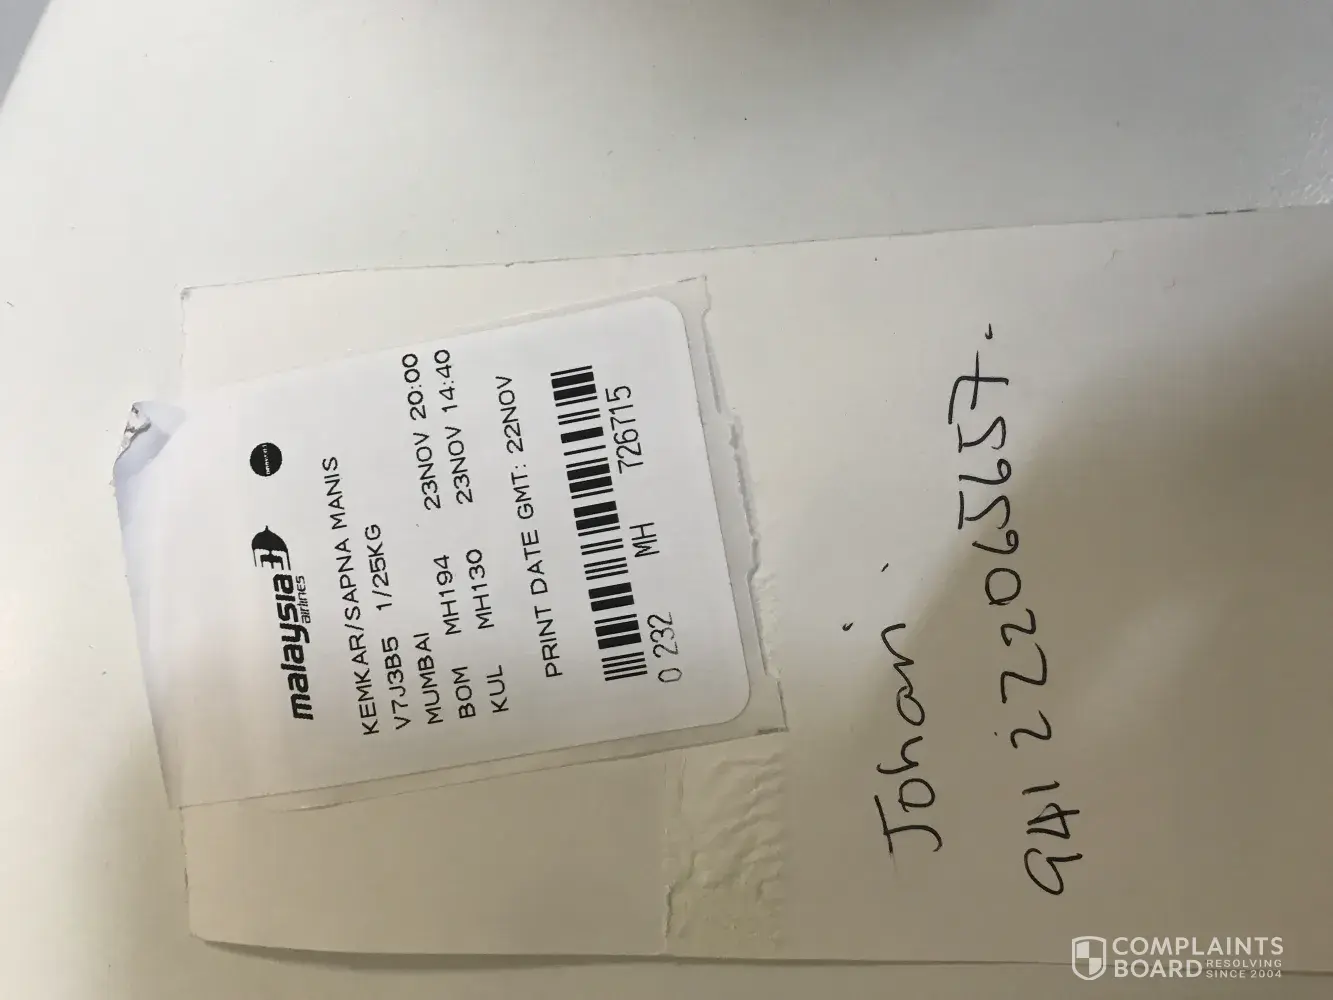 malaysia
airlines
KEMKAR/SAPNA MANIS
V7J3B5 1/25KG
MUMBAI
BOM MH194 23NOV 20:00
KUL MH130 23NOV 14:40
PRINT DATE GMT: 22NOV
0 232 MH 726715
Johari
941222065657.
COMPLAINTS
BOARD RESOLVING
SINCE 2004